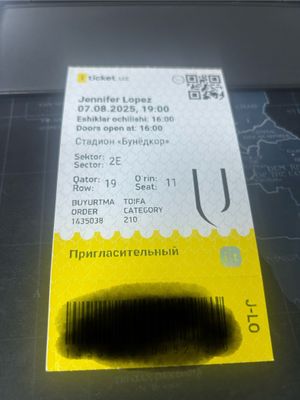 iticket.uz
Jennifer Lopez
07.08.2025, 19:00
Eshiklar ochilishi: 16:00
Doors open at: 16:00
Стадион «Бунёдкор»
Sektor:
Sector: 2E
Qator:
Row: 19
O rin:
Seat: 11
BUYURTMA
ORDER
1435038
TOIFA
CATEGORY
210
Пригласительный
J-LO